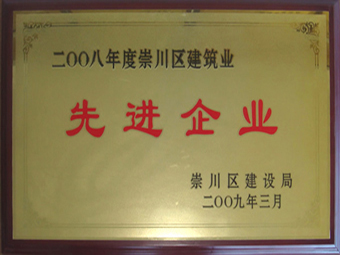 二〇〇八年度崇川区建筑业
先进企业
崇川区建设局
二〇〇九年三月